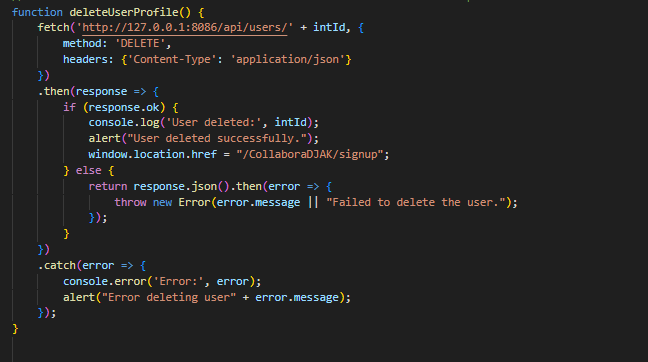 function deleteUserProfile() {
    fetch('http://127.0.0.1:8086/api/users/' + intId, {
        method: 'DELETE',
        headers: {'Content-Type': 'application/json'}
    })
    .then(response => {
        if (response.ok) {
            console.log('User deleted:', intId);
            alert("User deleted successfully.");
            window.location.href = "/CollaboraDJAK/signup";
        } else {
            return response.json().then(error => {
                throw new Error(error.message || "Failed to delete the user.");
            });
        }
    })
    .catch(error => {
        console.error('Error:', error);
        alert("Error deleting user" + error.message);
    });
}